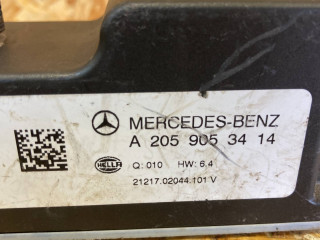 MERCEDES-BENZ
A 205 905 34 14
HELLA
Q: 010 HW: 6.4
21217.02044.101 V